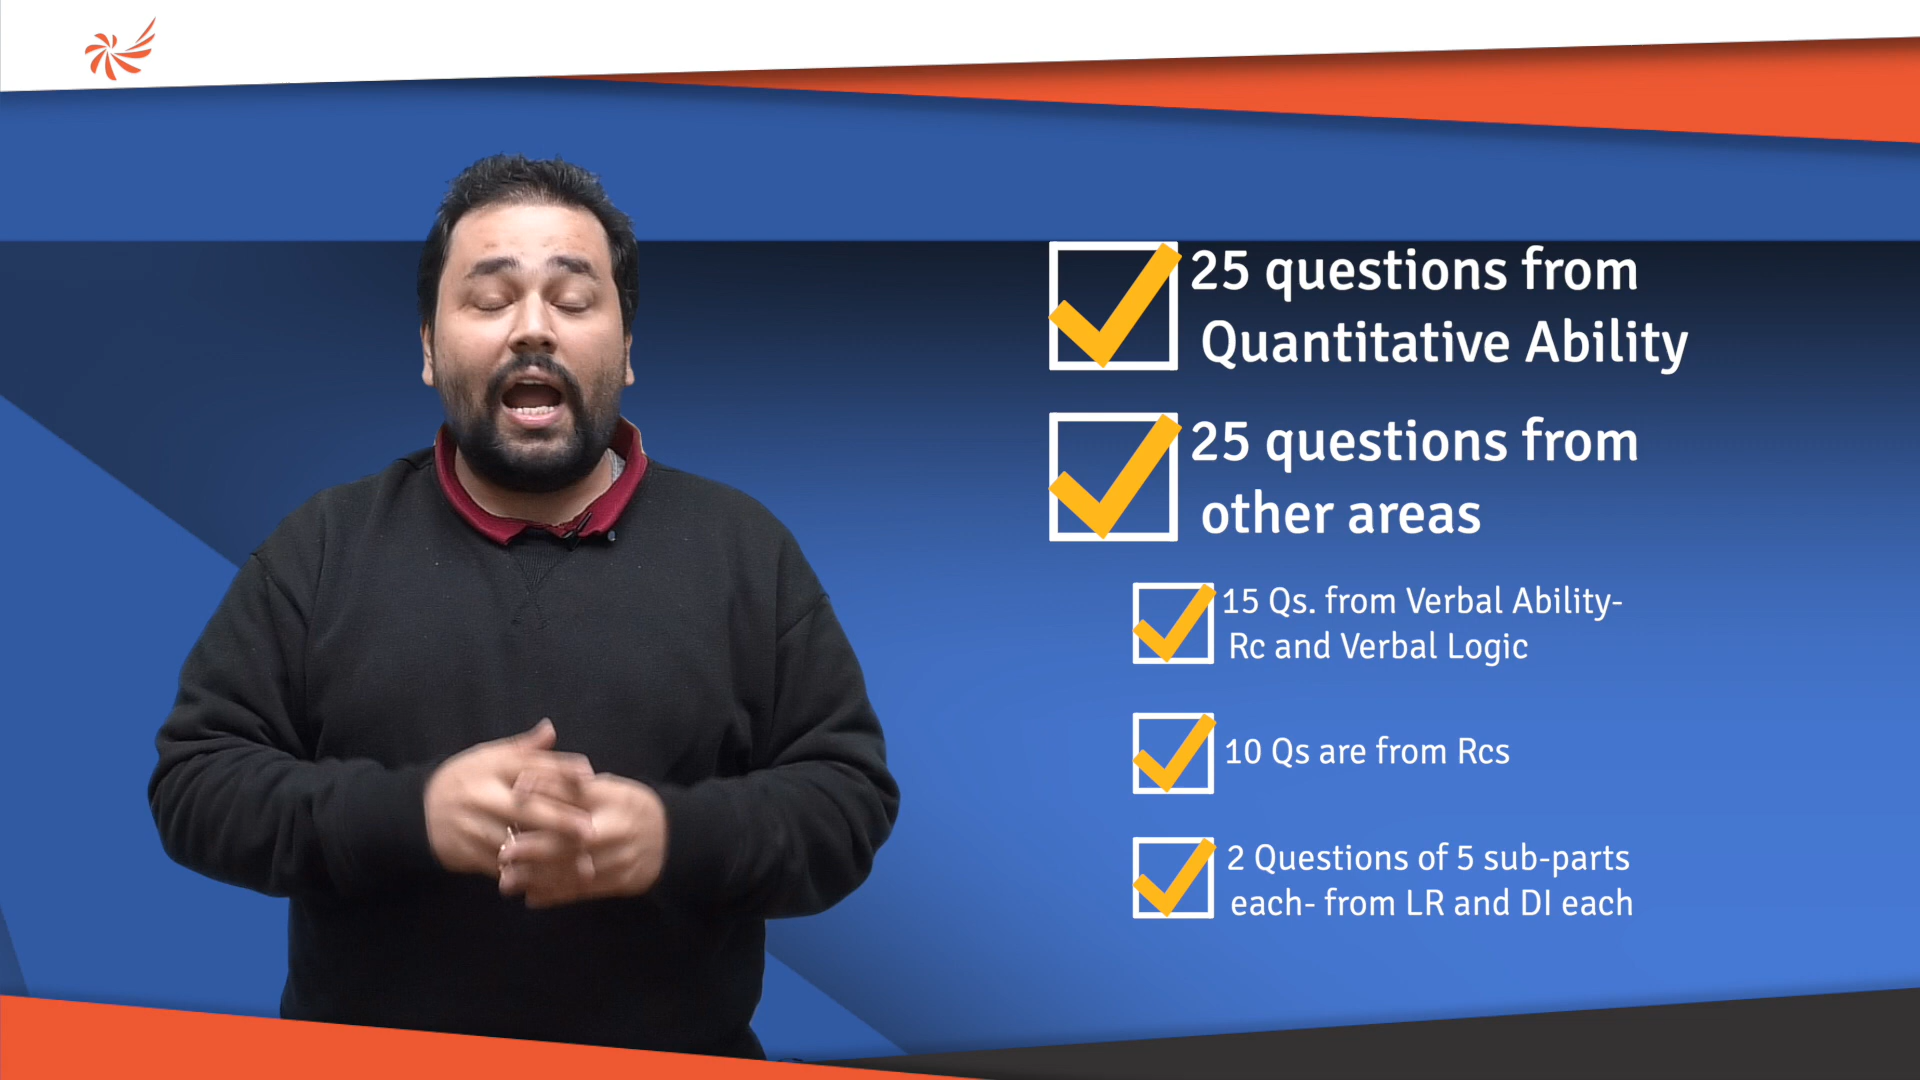 25 questions from
Quantitative Ability
25 questions from
other areas
15 Qs. from Verbal Ability-
Rc and Verbal Logic
10 Qs are from Rcs
2 Questions of 5 sub-parts
each- from LR and DI each